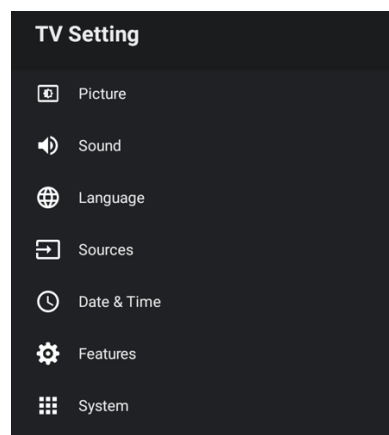 TV Setting
Picture
Sound
Language
Sources
Date & Time
Features
System